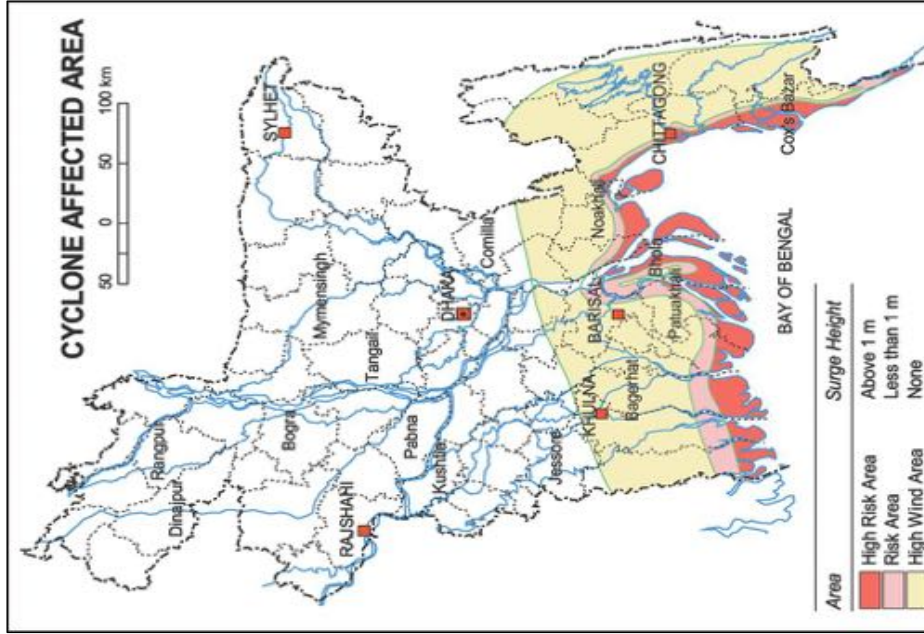 CYCLONE AFFECTED AREA
50 0 50 100 km
Rangpur
Dinajpur
Bogra
Mymensingh
SYLHET
RAJSHARI
Pabna
Tangail
Kushtia
DHAKA
Comilla
Jessore
KHULNA
Bagerhat
BARISAL
Patuakhali
Bhola
Noakhali
CHITTAGONG
Cox's Bazar
BAY OF BENGAL
Area Surge Height
High Risk Area Above 1 m
Risk Area Less than 1 m
High Wind Area None